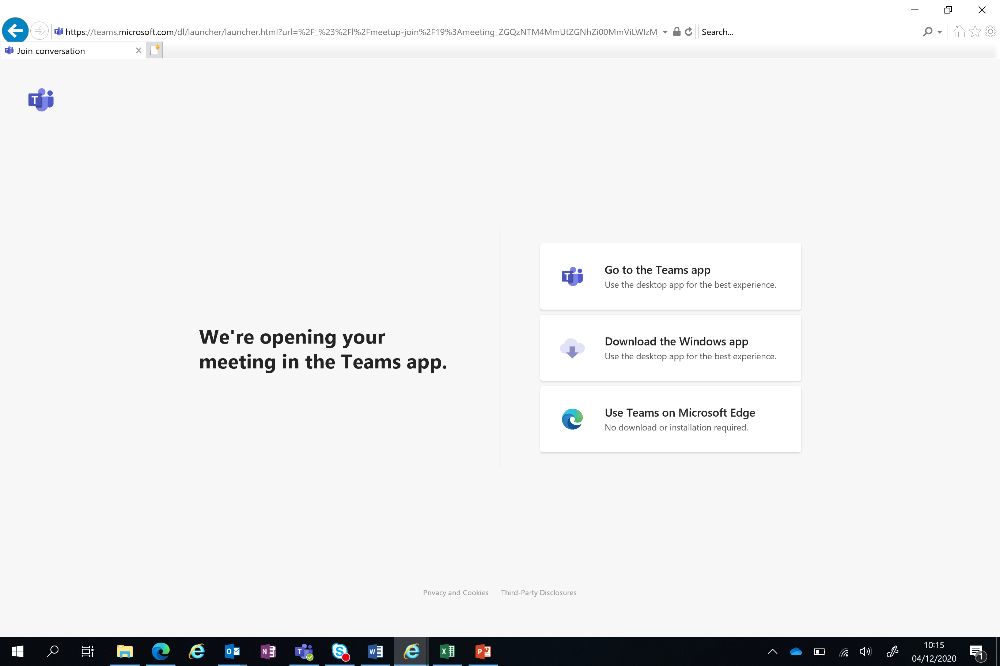 https://teams.microsoft.com/dl/launcher/launcher.html?url=%2F_%23%2Fl%2Fmeetup-join%2F19%3Ameeting_ZGQzNTM4MmUtZGNhZi00MmViLWIzM
Search...
Join conversation
T
We're opening your
meeting in the Teams app.
T
Go to the Teams app
Use the desktop app for the best experience.
Download the Windows app
Use the desktop app for the best experience.
Use Teams on Microsoft Edge
No download or installation required.
Privacy and Cookies Third-Party Disclosures
10:15
04/12/2020
1